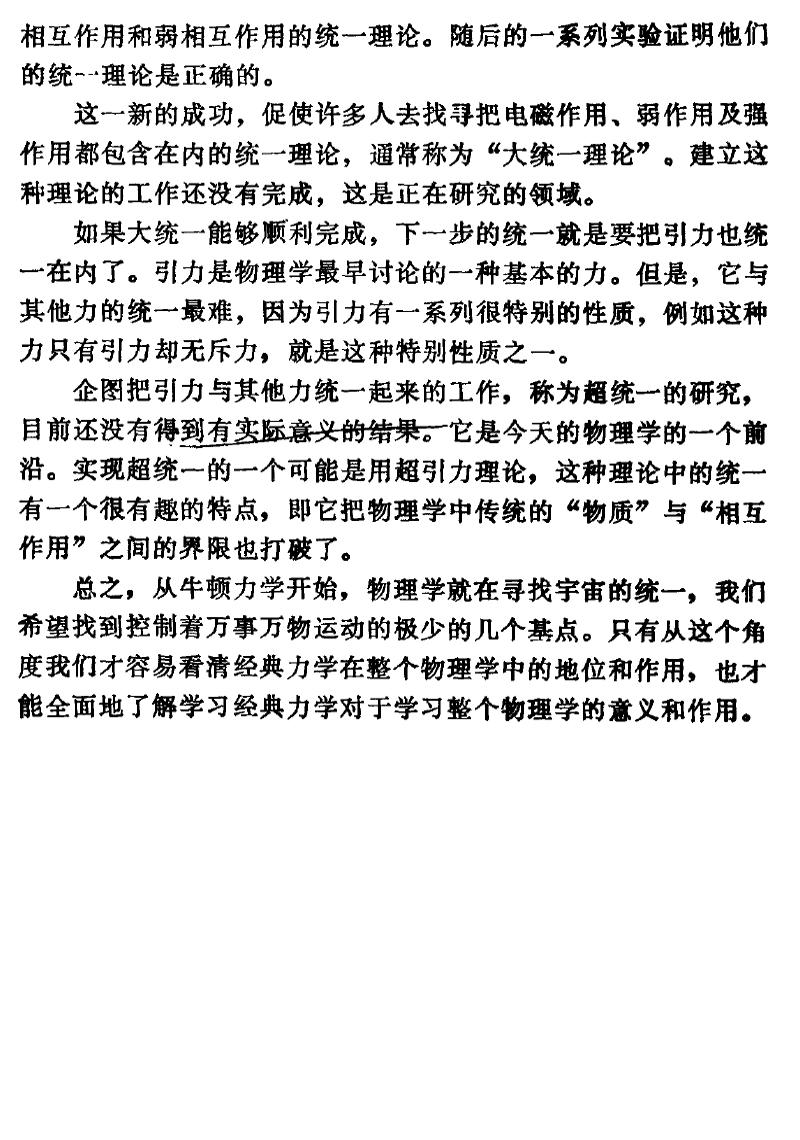 相互作用和弱相互作用的统一理论。随后的一系列实验证明他们
的统一理论是正确的。
这一新的成功，促使许多人去找寻把电磁作用、弱作用及强
作用都包含在内的统一理论，通常称为“大统一理论”。建立这
种理论的工作还没有完成，这是正在研究的领域。
如果大统一能够顺利完成，下一步的统一就是要把引力也统
一在内了。引力是物理学最早讨论的一种基本的力。但是，它与
其他力的统一最难，因为引力有一系列很特别的性质，例如这种
力只有引力却无斥力，就是这种特别性质之一。
企图把引力与其他力统一起来的工作，称为超统一的研究，
目前还没有得到有实际意义的结果。它是今天的物理学的一个前
沿。实现超统一的一个可能是用超引力理论，这种理论中的统一
有一个很有趣的特点，即它把物理学中传统的“物质”与“相互
作用”之间的界限也打破了。
总之，从牛顿力学开始，物理学就在寻找宇宙的统一，我们
希望找到控制着万事万物运动的极少的几个基点。只有从这个角
度我们才容易看清经典力学在整个物理学中的地位和作用，也才
能全面地了解学习经典力学对于学习整个物理学的意义和作用。